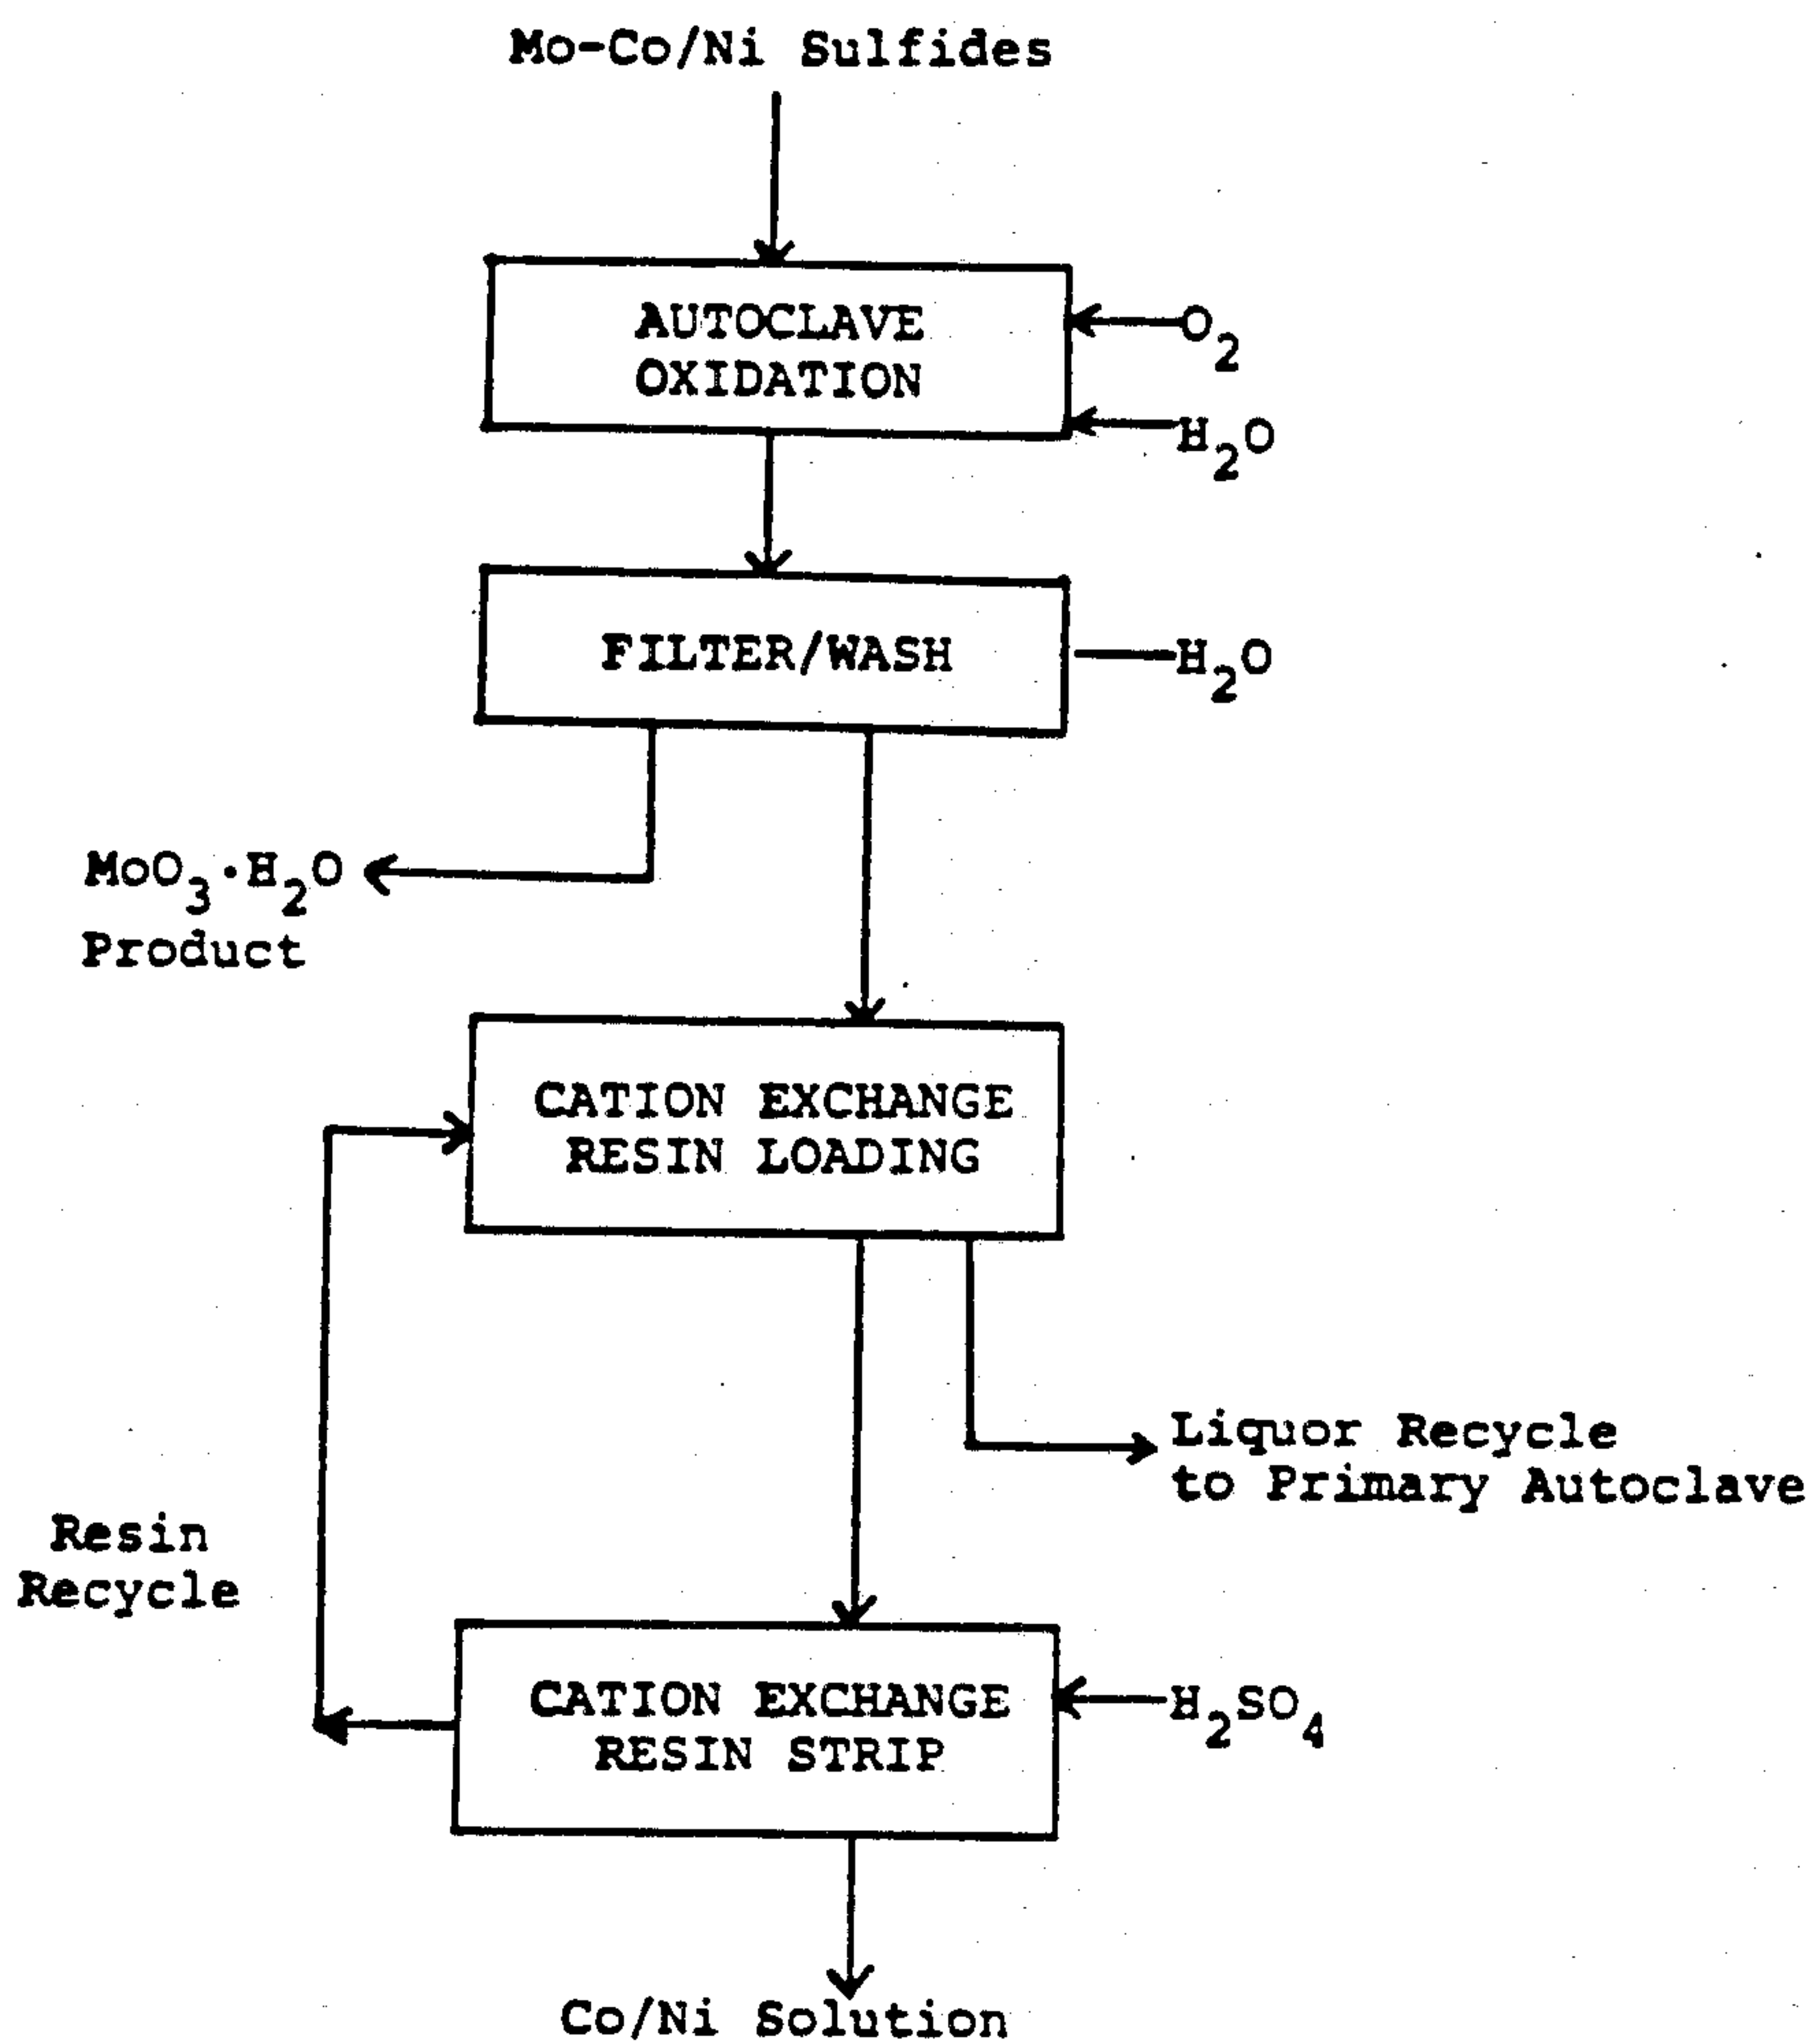 Mo-Co/Ni Sulfides
AUTOCLAVE
OXIDATION
O₂
H₂O
FILTER/WASH
H₂O
MoO₃·H₂O
Product
CATION EXCHANGE
RESIN LOADING
Liquor Recycle
to Primary Autoclave
Resin
Recycle
CATION EXCHANGE
RESIN STRIP
H₂SO₄
Co/Ni Solution